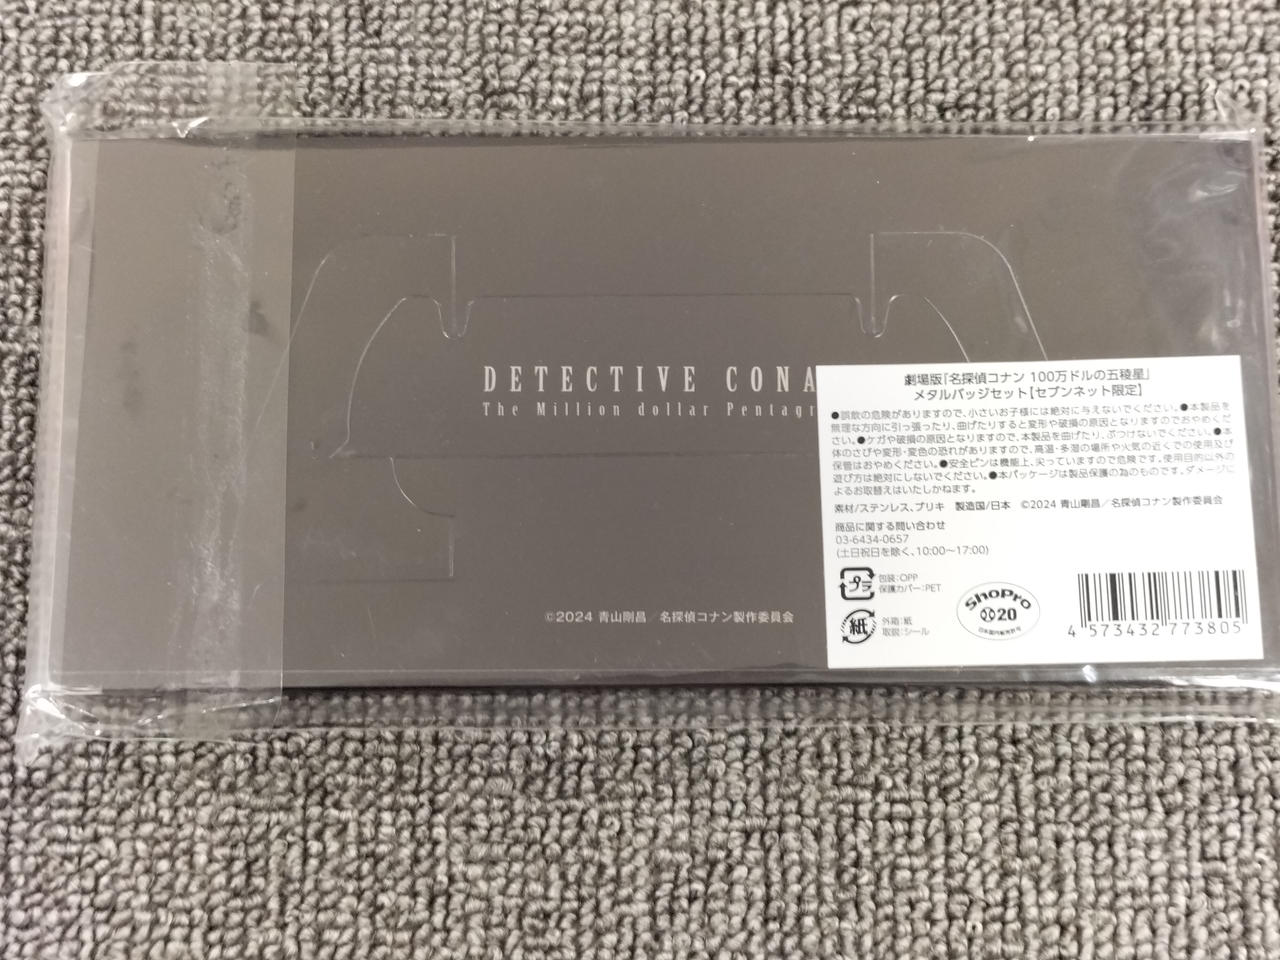 DETECTIVE CONA
The Million dollar Pentagr
©2024 青山剛昌／名探偵コナン製作委員会
劇場版「名探偵コナン 100万ドルの五稜星」
メタルバッジセット【セブンネット限定】
●誤飲の危険がありますので、小さいお子様には絶対に与えないでください。●本製品を
無理な方向に引っ張ったり、曲げたりすると変形や破損の原因となりますのでおやめくだ
さい。●ケガや破損の原因となりますので、本製品を曲げたり、ぶつけないでください。●本
体のさびや変形・変色の恐れがありますので、高温・多湿の場所や火気の近くでの使用及び
保管はおやめください。●安全ピンは機能上、尖っていますので危険です。使用目的以外の
遊び方は絶対にしないでください。●本パッケージは製品保護の為のものです。ダメージに
よるお取替えはいたしかねます。
素材/ステンレス、ブリキ 製造国/日本 ©2024 青山剛昌／名探偵コナン製作委員会
商品に関する問い合わせ
03-6434-0657
(土日祝日を除く、10:00～17:00)
プラ
包装:OPP
保護カバー:PET
紙
外箱:紙
取説:シール
ShoPro
20
日本国内販売許可
4 573432 773805